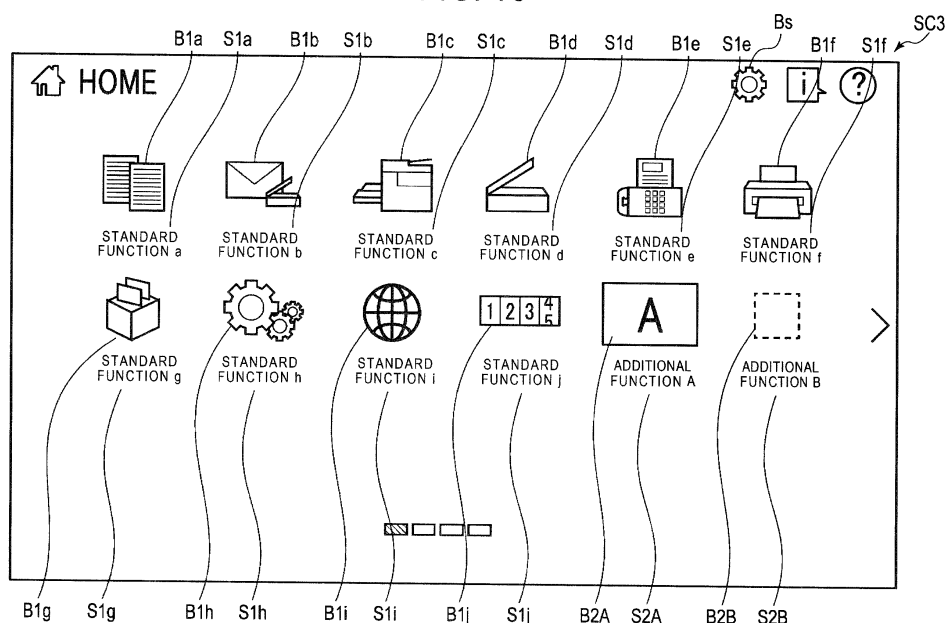 Bs
SC3
B1a S1a B1b S1b B1c S1c B1d S1d B1e S1e B1f S1f
HOME
i ?
STANDARD FUNCTION a
STANDARD FUNCTION b
STANDARD FUNCTION c
STANDARD FUNCTION d
STANDARD FUNCTION e
STANDARD FUNCTION f
1 2 3 4 5
A
STANDARD FUNCTION g
STANDARD FUNCTION h
STANDARD FUNCTION i
STANDARD FUNCTION j
ADDITIONAL FUNCTION A
ADDITIONAL FUNCTION B
B1g S1g B1h S1h B1i S1i B1j S1j B2A S2A B2B S2B